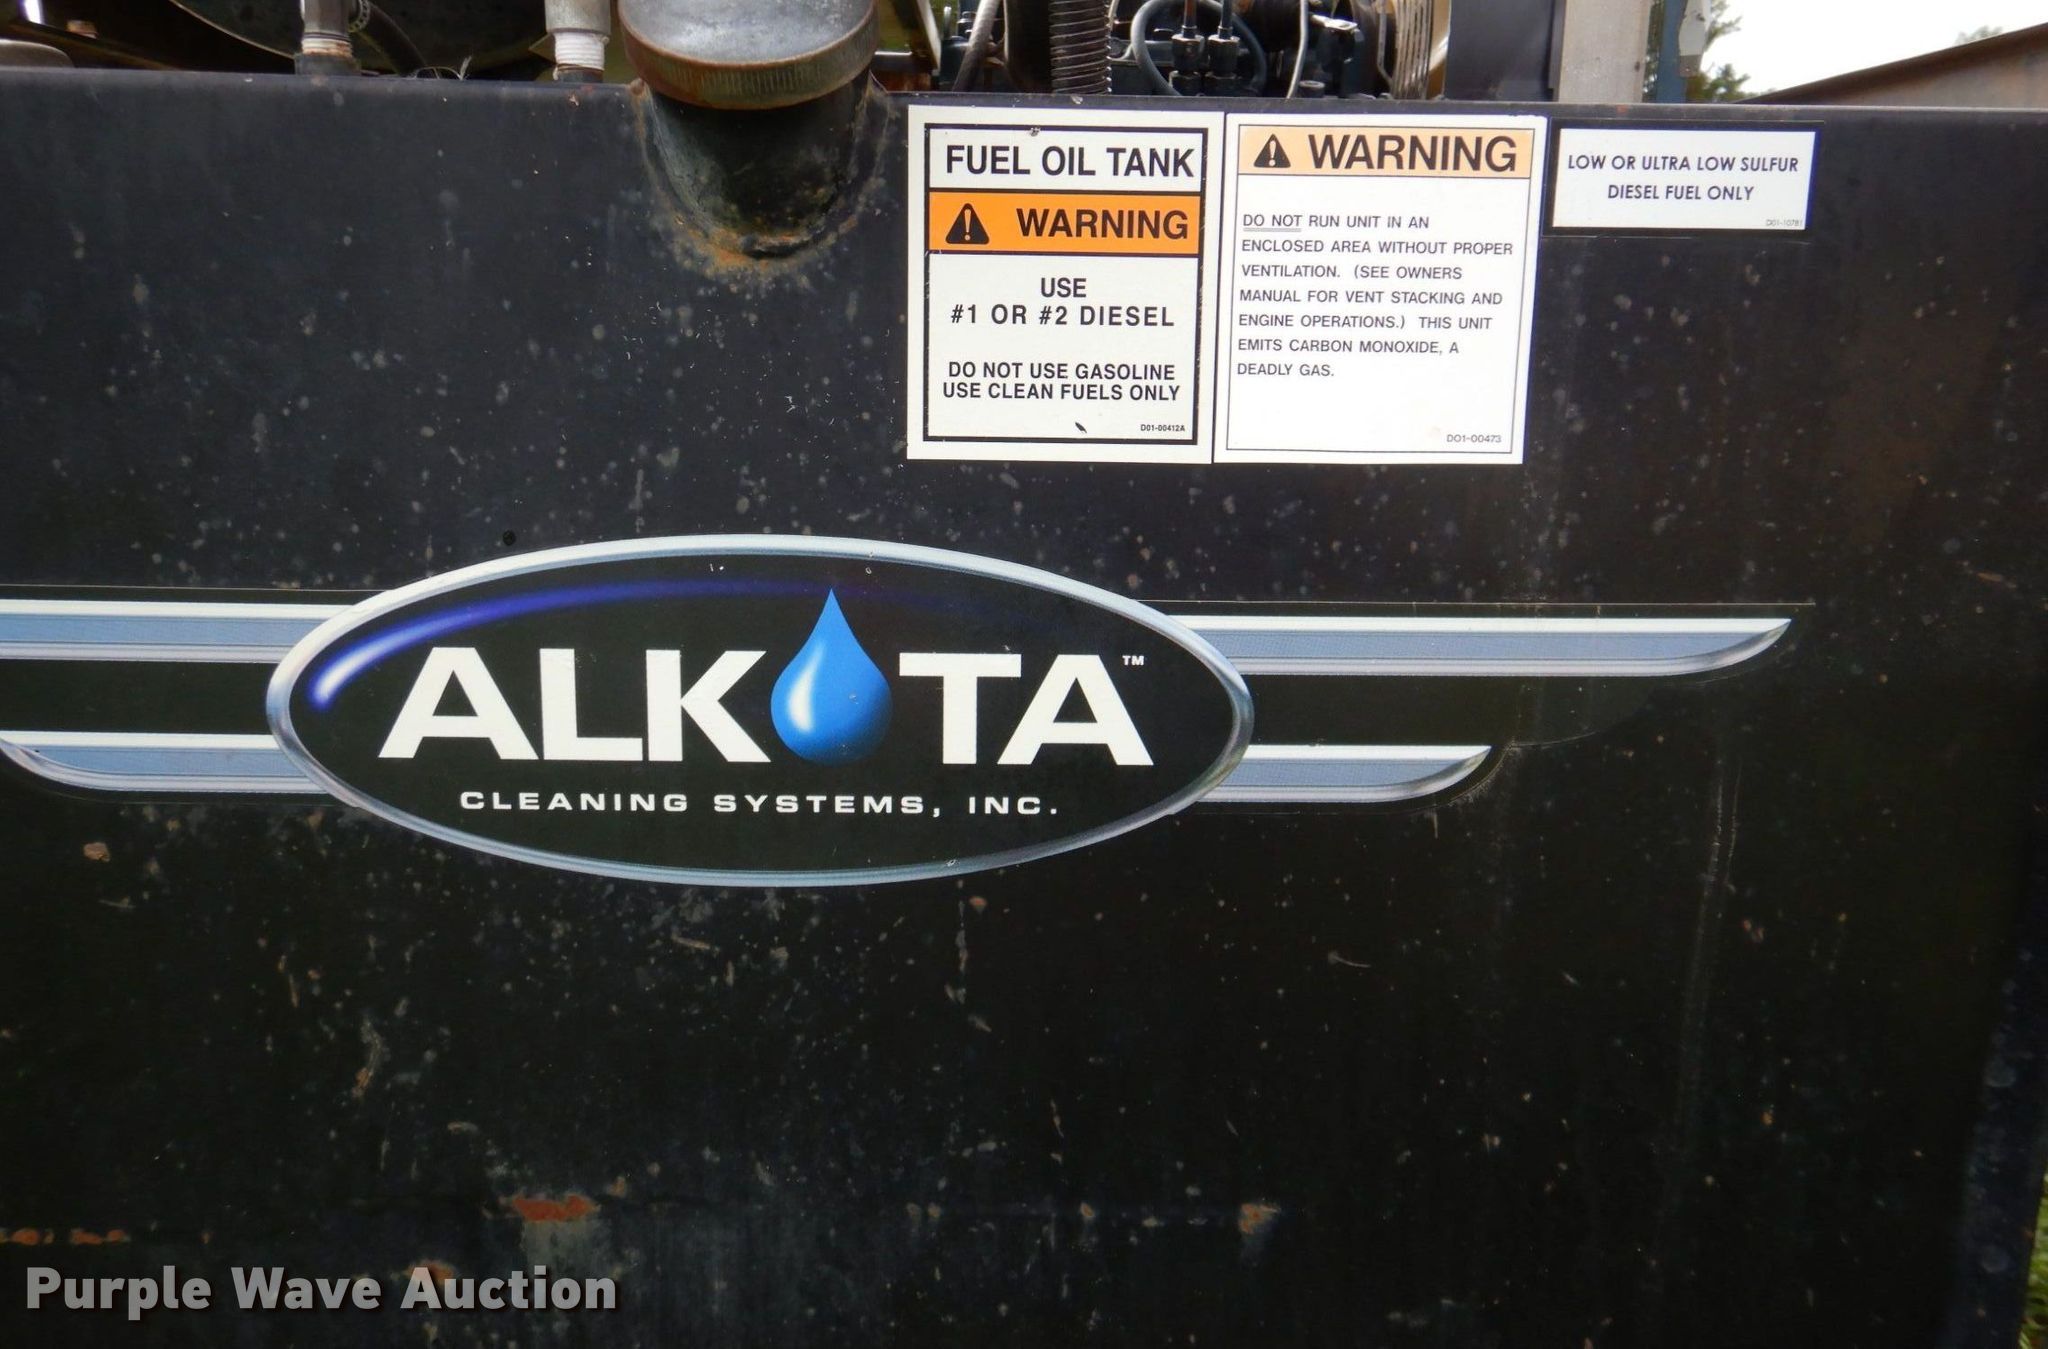 FUEL OIL TANK
WARNING
USE
#1 OR #2 DIESEL
DO NOT USE GASOLINE
USE CLEAN FUELS ONLY
D01-00412A
WARNING
DO NOT RUN UNIT IN AN
ENCLOSED AREA WITHOUT PROPER
VENTILATION. (SEE OWNERS
MANUAL FOR VENT STACKING AND
ENGINE OPERATIONS.) THIS UNIT
EMITS CARBON MONOXIDE, A
DEADLY GAS.
D01-00473
LOW OR ULTRA LOW SULFUR
DIESEL FUEL ONLY
D01-10781
ALKOTA™
CLEANING SYSTEMS, INC.
Purple Wave Auction